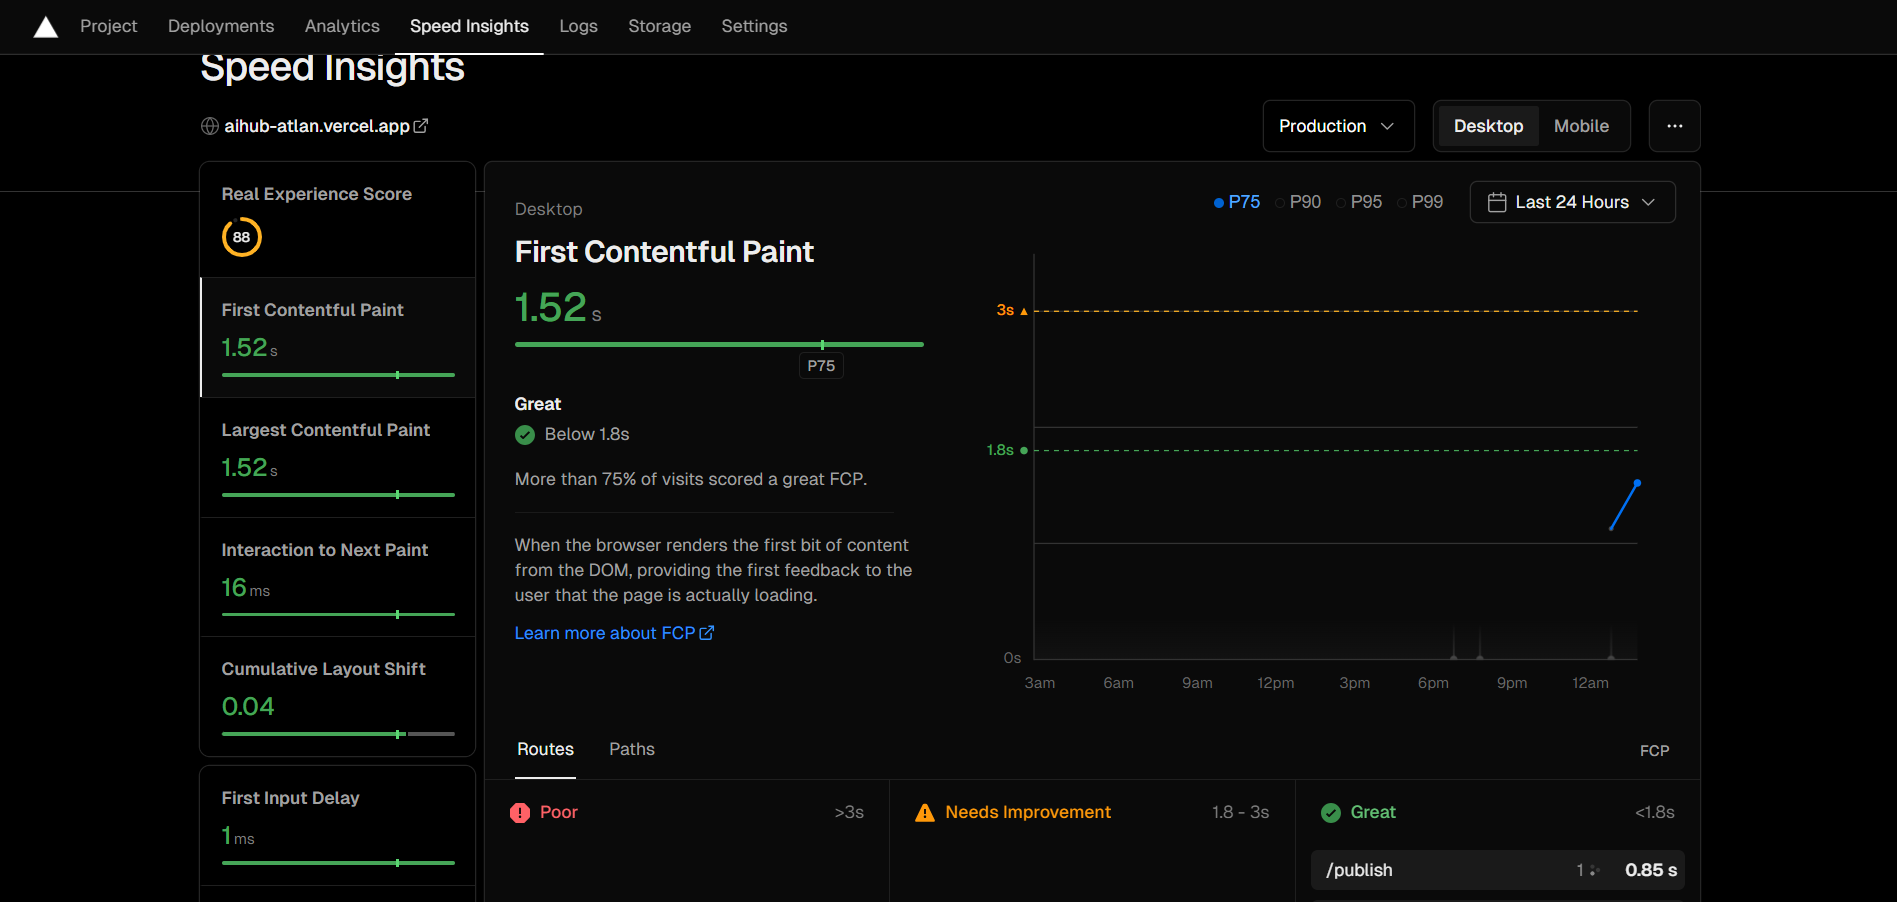 Project Deployments Analytics Speed Insights Logs Storage Settings
Speed Insights
aihub-atlan.vercel.app
Production
Desktop Mobile
Real Experience Score
88
First Contentful Paint
1.52 s
Largest Contentful Paint
1.52 s
Interaction to Next Paint
16 ms
Cumulative Layout Shift
0.04
First Input Delay
1 ms
Desktop
P75 P90 P95 P99
Last 24 Hours
First Contentful Paint
1.52 s
P75
Great
Below 1.8s
More than 75% of visits scored a great FCP.
When the browser renders the first bit of content
from the DOM, providing the first feedback to the
user that the page is actually loading.
Learn more about FCP
3s
1.8s
0s
3am 6am 9am 12pm 3pm 6pm 9pm 12am
Routes Paths
FCP
Poor >3s
Needs Improvement 1.8 - 3s
Great <1.8s
/publish 1 0.85 s